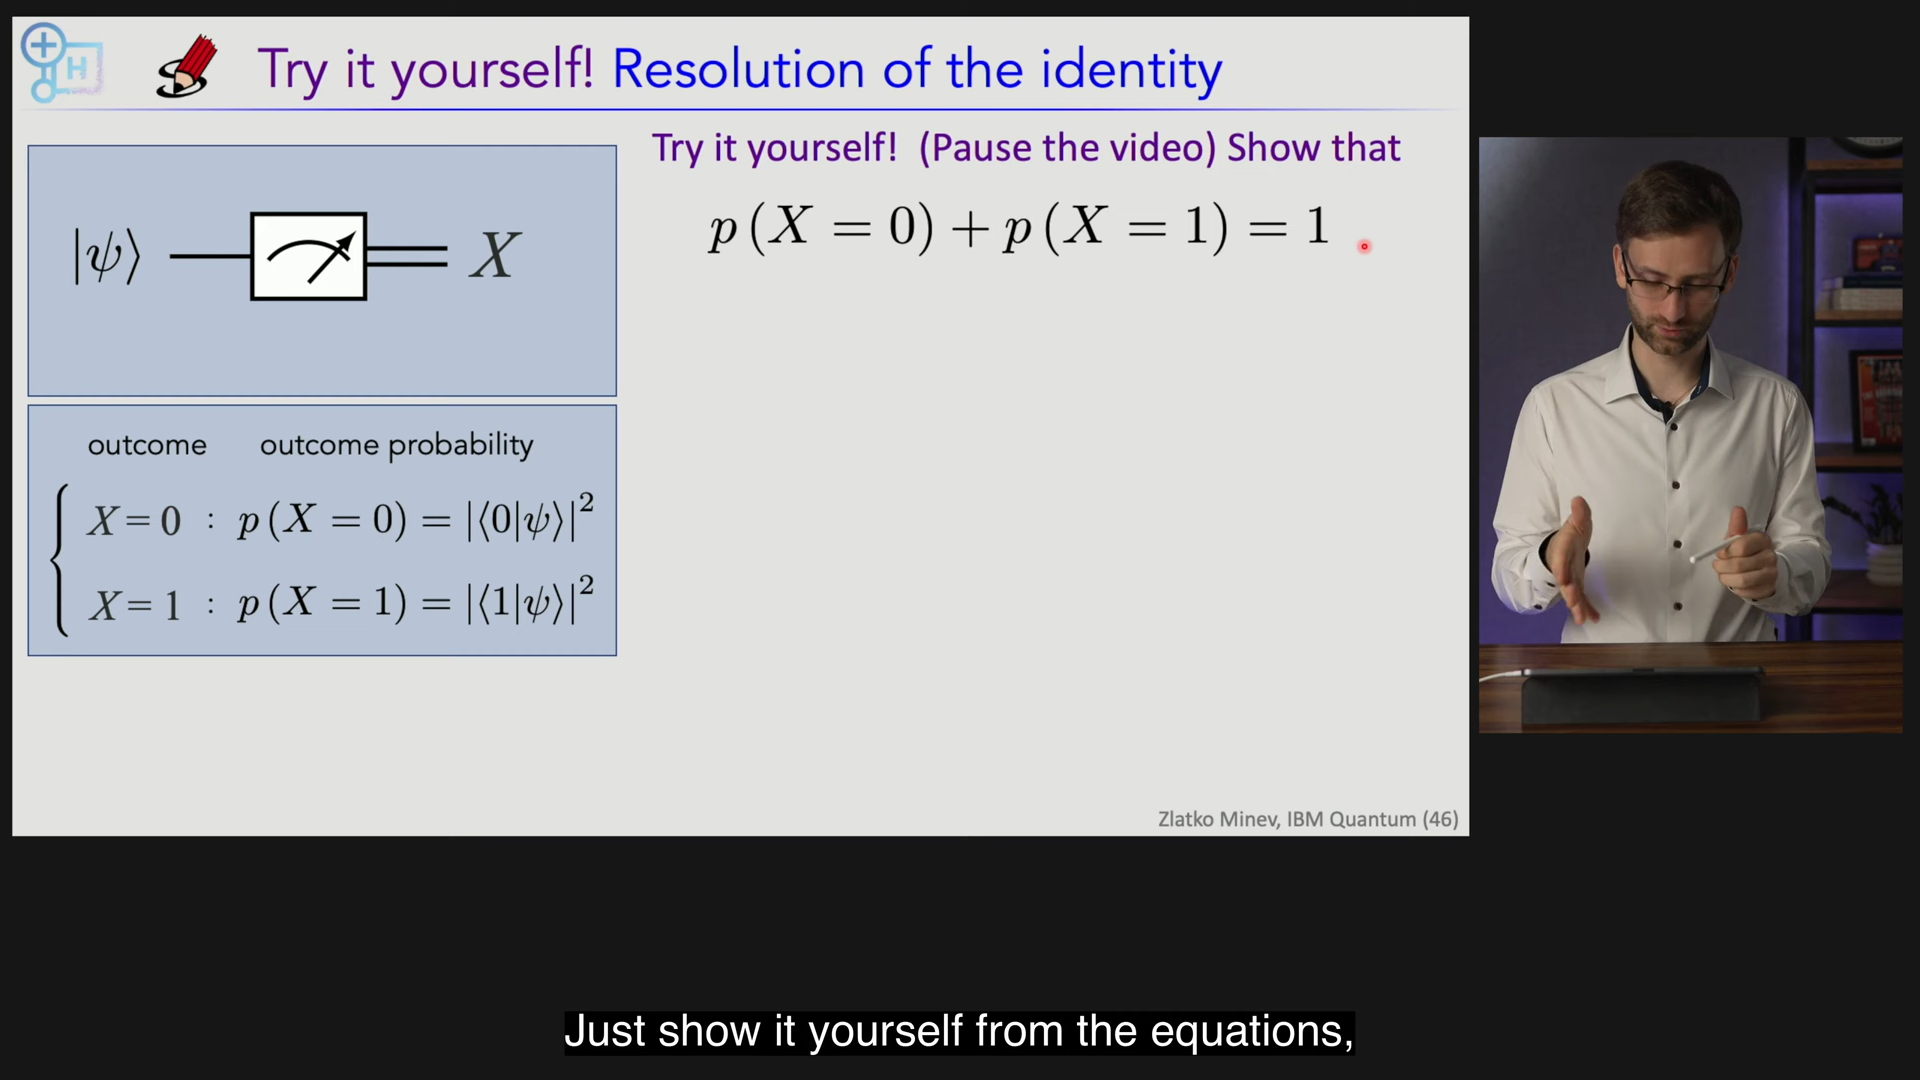 Try it yourself! Resolution of the identity
H
Try it yourself! (Pause the video) Show that
p (X = 0) + p (X = 1) = 1
|ψ⟩ X
outcome outcome probability
X = 0 : p (X = 0) = |⟨0|ψ⟩|²
X = 1 : p (X = 1) = |⟨1|ψ⟩|²
Zlatko Minev, IBM Quantum (46)
Just show it yourself from the equations,